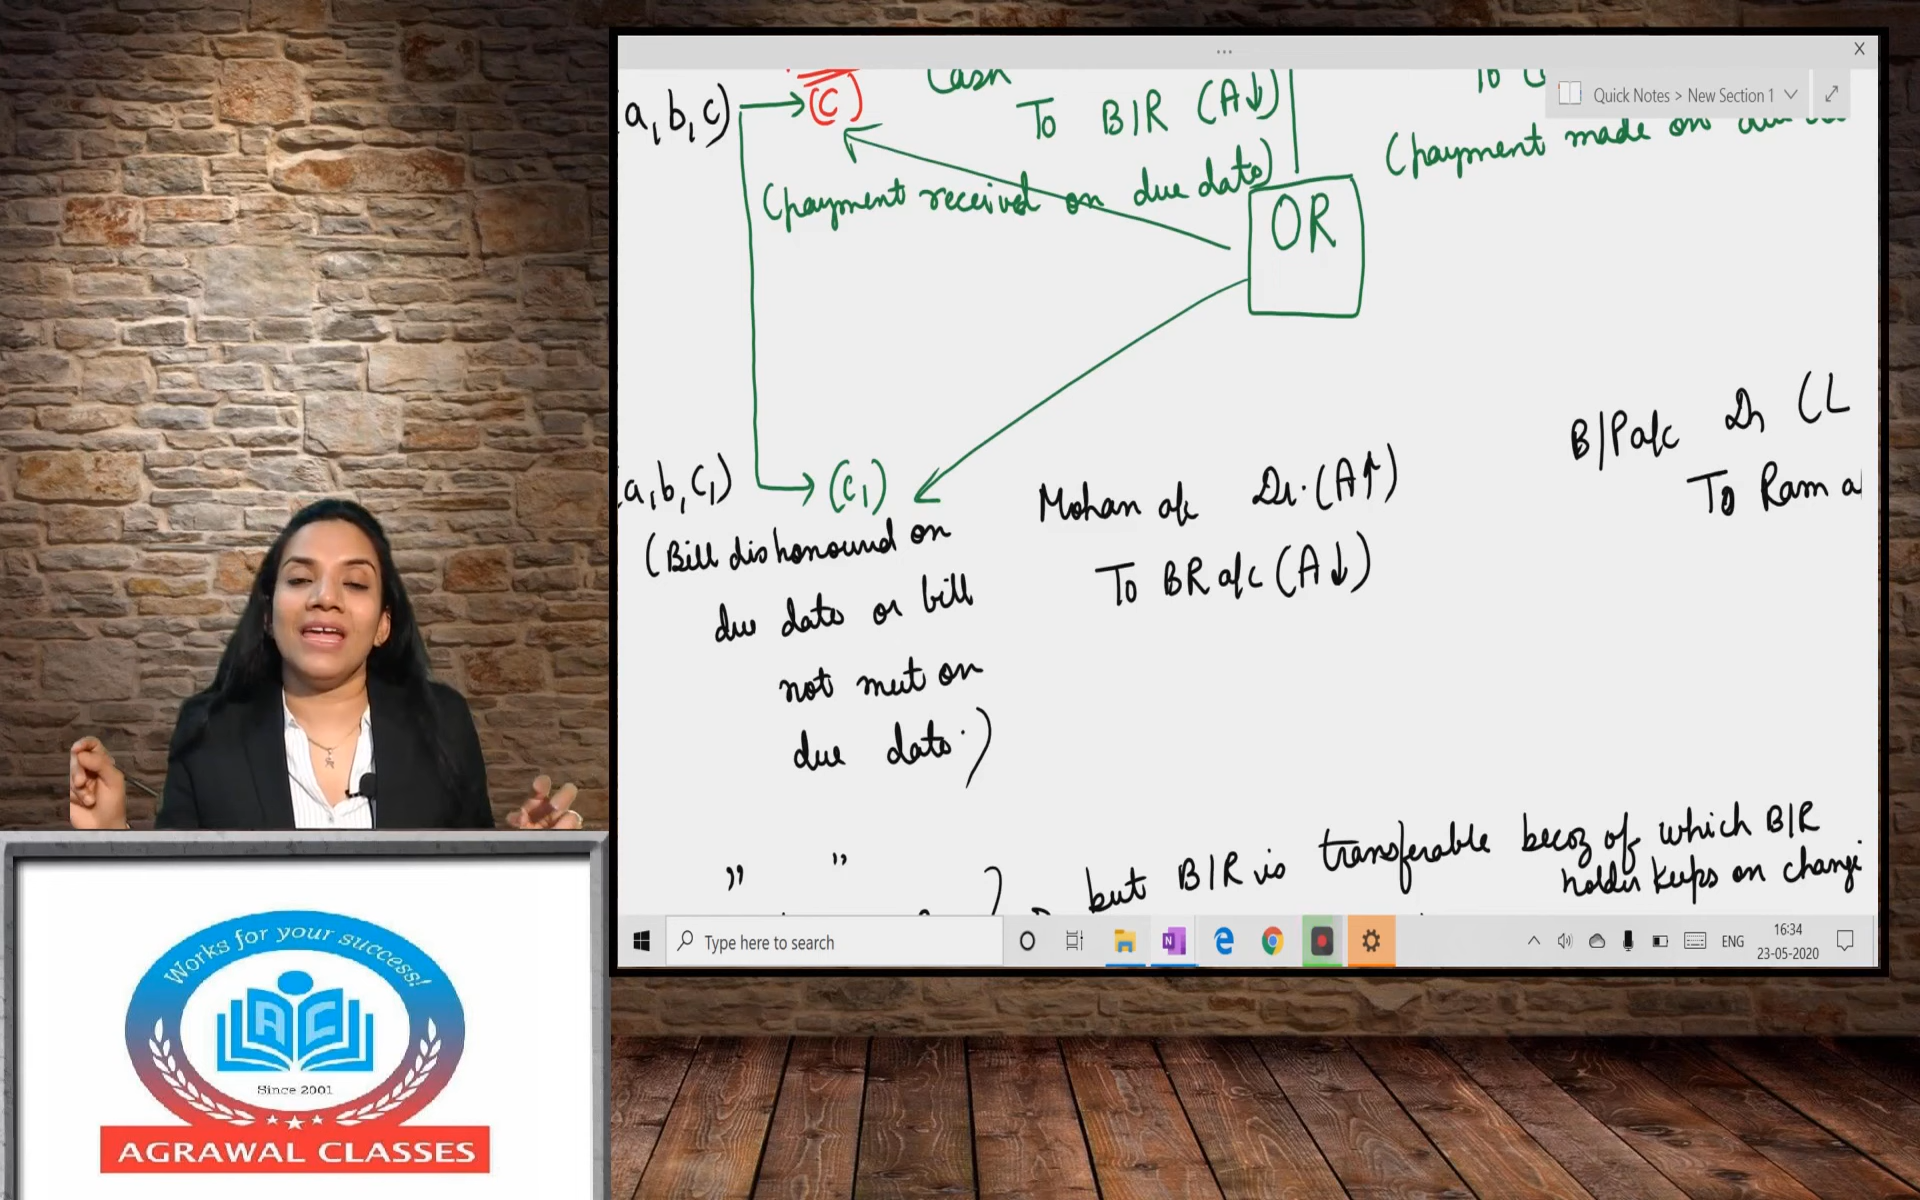 Quick Notes > New Section 1
Cash
To
a, b, c) → (C)
To B/R (A↓)
(payment made on
(payment received on due date)
OR
B/P a/c Dr (L
To Ram a
(a, b, c₁) → (C₁)
Mohan a/c Dr. (A↑)
To BR a/c (A↓)
(Bill dishonound on
due date or bill
not met on
due date.)
" "
but B/R is transferable becoz of which B/R
holder keeps on changi
Type here to search
ENG
16:34
23-05-2020
Works for your success!
AC
Since 2001
AGRAWAL CLASSES